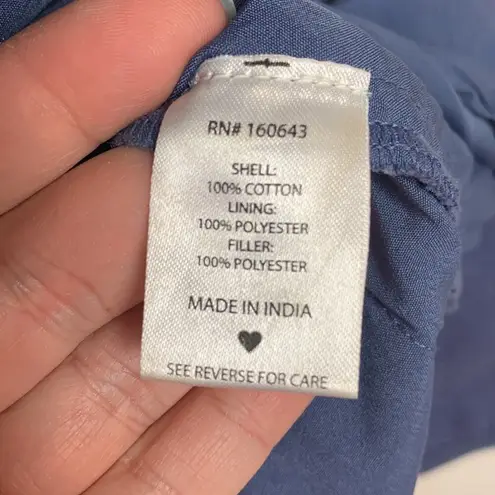 RN# 160643
SHELL:
100% COTTON
LINING:
100% POLYESTER
FILLER:
100% POLYESTER
MADE IN INDIA
SEE REVERSE FOR CARE